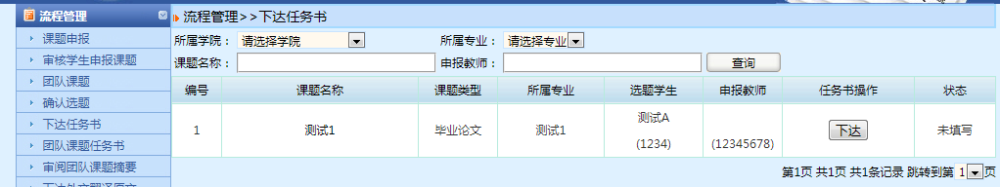 流程管理
课题申报
审核学生申报课题
团队课题
确认选题
下达任务书
团队课题任务书
审阅团队课题摘要
流程管理>>下达任务书
所属学院： 请选择学院 所属专业： 请选择专业
课题名称： 申报教师： 查询
编号 课题名称 课题类型 所属专业 选题学生 申报教师 任务书操作 状态
1 测试1 毕业论文 测试1 测试A (1234) (12345678) 下达 未填写
第1页 共1页 共1条记录 跳转到第 1 页